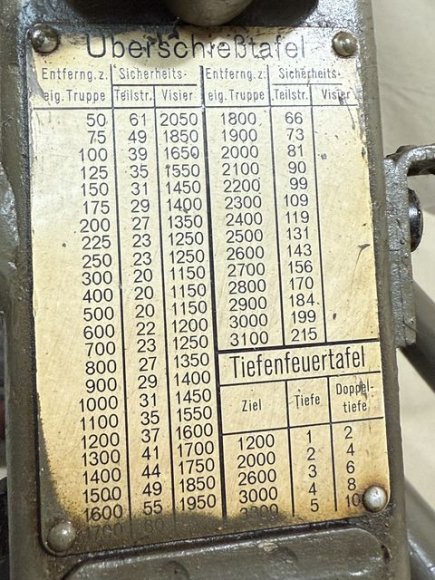 Überschießtafel
Entferng. z. eig. Truppe Sicherheits-
Teilstr. Visier
50 61 2050
75 49 1850
100 39 1650
125 35 1550
150 31 1450
175 29 1400
200 27 1350
225 23 1250
250 23 1250
300 20 1150
400 20 1150
500 20 1150
600 22 1200
700 23 1250
800 27 1350
900 29 1400
1000 31 1450
1100 35 1550
1200 37 1600
1300 41 1700
1400 44 1750
1500 49 1850
1600 55 1950
1700
Entferng. z. eig. Truppe Sicherheits-
Teilstr. Visier
1800 66
1900 73
2000 81
2100 90
2200 99
2300 109
2400 119
2500 131
2600 143
2700 156
2800 170
2900 184
3000 199
3100 215
Tiefenfeuertafel
Ziel Tiefe Doppel-
tiefe
1200 1 2
2000 2 4
2600 3 6
3000 4 8
5 10